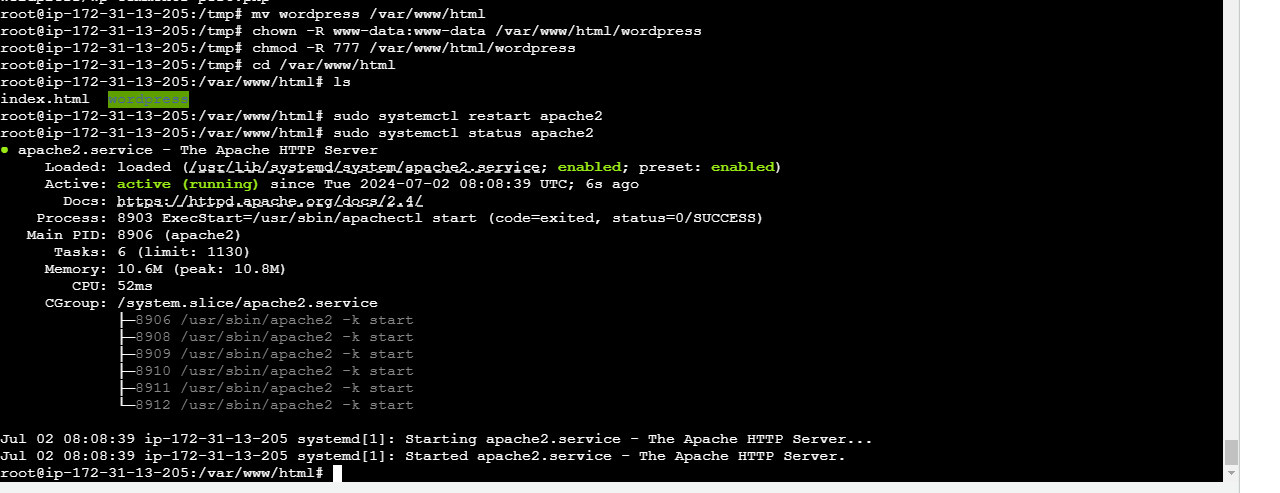 root@ip-172-31-13-205:/tmp# mv wordpress /var/www/html
root@ip-172-31-13-205:/tmp# chown -R www-data:www-data /var/www/html/wordpress
root@ip-172-31-13-205:/tmp# chmod -R 777 /var/www/html/wordpress
root@ip-172-31-13-205:/tmp# cd /var/www/html
root@ip-172-31-13-205:/var/www/html# ls
index.html  wordpress
root@ip-172-31-13-205:/var/www/html# sudo systemctl restart apache2
root@ip-172-31-13-205:/var/www/html# sudo systemctl status apache2
● apache2.service - The Apache HTTP Server
     Loaded: loaded (/usr/lib/systemd/system/apache2.service; enabled; preset: enabled)
     Active: active (running) since Tue 2024-07-02 08:08:39 UTC; 6s ago
       Docs: https://httpd.apache.org/docs/2.4/
    Process: 8903 ExecStart=/usr/sbin/apachectl start (code=exited, status=0/SUCCESS)
   Main PID: 8906 (apache2)
      Tasks: 6 (limit: 1130)
     Memory: 10.6M (peak: 10.8M)
        CPU: 52ms
     CGroup: /system.slice/apache2.service
             ├─8906 /usr/sbin/apache2 -k start
             ├─8908 /usr/sbin/apache2 -k start
             ├─8909 /usr/sbin/apache2 -k start
             ├─8910 /usr/sbin/apache2 -k start
             ├─8911 /usr/sbin/apache2 -k start
             └─8912 /usr/sbin/apache2 -k start
Jul 02 08:08:39 ip-172-31-13-205 systemd[1]: Starting apache2.service - The Apache HTTP Server...
Jul 02 08:08:39 ip-172-31-13-205 systemd[1]: Started apache2.service - The Apache HTTP Server.
root@ip-172-31-13-205:/var/www/html#